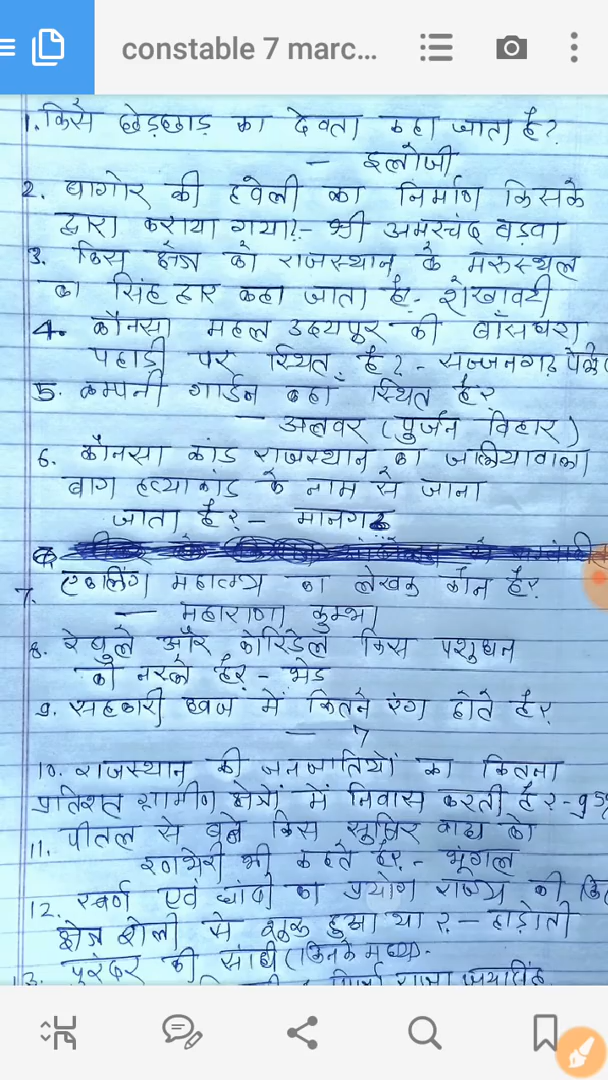 constable 7 marc...
1. किसे छेड़छाड़ का देवता कहा जाता है?
- इलोजी
2. बागोर की हवेली का निर्माण किसके
द्वारा कराया गया?- श्री अमरचंद बड़वा
3. किस क्षेत्र को राजस्थान के मरुस्थल
का सिंह द्वार कहा जाता है?- शेखावटी
4. कौनसा महल उदयपुर की बाँसधरा
पहाडी पर स्थित है? - सज्जनगढ़ पैले
5. कम्पनी गार्डन कहाँ स्थित है?
- अलवर (पुर्जन विहार)
6. कौनसा कांड राजस्थान का जलियावाला
बाग हत्याकांड के नाम से जाना
जाता है? - मानगढ
7. एकलिंग महात्म्य का लेखक कौन है?
- महाराणा कुम्भा
8. रेबुले और कोरिडेल किस पशुधन
की नस्ले है? - भेड
9. सहकारी ध्वज में कितने रंग होते है?
- 7
10. राजस्थान की जनजातियों का कितना
प्रतिशत ग्रामीण क्षेत्रों में निवास करती है?-95%
11. पीतल से बने किस सुषिर वाद्य को
रणभेरी भी कहते है?- भूंगल
12. स्वर्ण एवं चांदी का प्रयोग राज्य की
क्षेत्र शेली से शुरू हुआ था? - हाड़ोती
पुरंदर की संधी (किनके मध्य)-
राजा जयसिंह